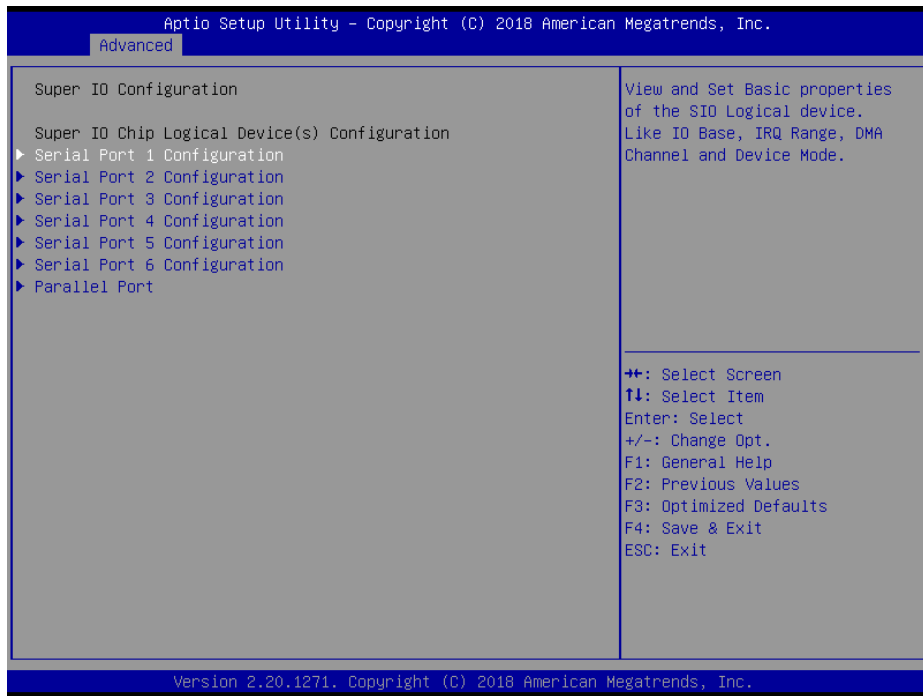 Aptio Setup Utility – Copyright (C) 2018 American Megatrends, Inc.
Advanced
Super IO Configuration
Super IO Chip Logical Device(s) Configuration
▶ Serial Port 1 Configuration
▶ Serial Port 2 Configuration
▶ Serial Port 3 Configuration
▶ Serial Port 4 Configuration
▶ Serial Port 5 Configuration
▶ Serial Port 6 Configuration
▶ Parallel Port
View and Set Basic properties
of the SIO Logical device.
Like IO Base, IRQ Range, DMA
Channel and Device Mode.
→←: Select Screen
↑↓: Select Item
Enter: Select
+/-: Change Opt.
F1: General Help
F2: Previous Values
F3: Optimized Defaults
F4: Save & Exit
ESC: Exit
Version 2.20.1271. Copyright (C) 2018 American Megatrends, Inc.